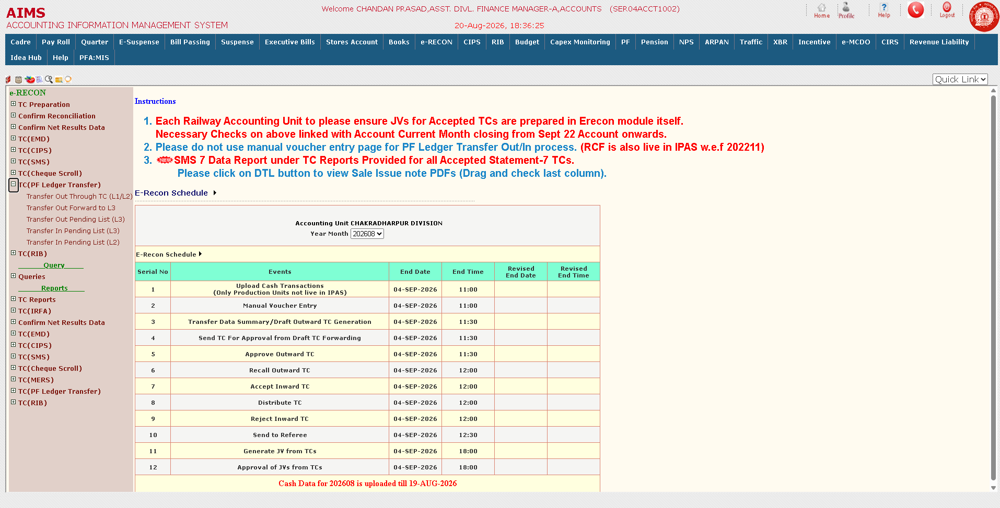 AIMS
ACCOUNTING INFORMATION MANAGEMENT SYSTEM
Welcome CHANDAN PRASAD,ASST. DIVL. FINANCE MANAGER-A,ACCOUNTS (SER04ACCT1002)
20-Aug-2026, 18:36:25
Home Profile Help Logout
Cadre Pay Roll Quarter E-Suspense Bill Passing Suspense Executive Bills Stores Account Books e-RECON CIPS RIB Budget Capex Monitoring PF Pension NPS ARPAN Traffic XBR Incentive e-MCDO CIRS Revenue Liability
Idea Hub Help PFA:MIS
Quick Link
e-RECON
TC Preparation
Confirm Reconciliation
Confirm Net Results Data
TC(EMD)
TC(CIPS)
TC(SMS)
TC(Cheque Scroll)
TC(PF Ledger Transfer)
Transfer Out Through TC (L1/L2)
Transfer Out Forward to L3
Transfer Out Pending List (L3)
Transfer In Pending List (L3)
Transfer In Pending List (L2)
TC(RIB)
Query
Queries
Reports
TC Reports
TC(IRFA)
Confirm Net Results Data
TC(EMD)
TC(CIPS)
TC(SMS)
TC(Cheque Scroll)
TC(MERS)
TC(PF Ledger Transfer)
TC(RIB)
Instructions
1. Each Railway Accounting Unit to please ensure JVs for Accepted TCs are prepared in Erecon module itself.
Necessary Checks on above linked with Account Current Month closing from Sept 22 Account onwards.
2. Please do not use manual voucher entry page for PF Ledger Transfer Out/In process. (RCF is also live in IPAS w.e.f 202211)
3. NEW SMS 7 Data Report under TC Reports Provided for all Accepted Statement-7 TCs.
Please click on DTL button to view Sale Issue note PDFs (Drag and check last column).
E-Recon Schedule
Accounting Unit CHAKRADHARPUR DIVISION
Year Month 202608
E-Recon Schedule
Serial No Events End Date End Time Revised End Date Revised End Time
1 Upload Cash Transactions (Only Production Units not live in IPAS) 04-SEP-2026 11:00
2 Manual Voucher Entry 04-SEP-2026 11:00
3 Transfer Data Summary/Draft Outward TC Generation 04-SEP-2026 11:30
4 Send TC For Approval from Draft TC Forwarding 04-SEP-2026 11:30
5 Approve Outward TC 04-SEP-2026 11:30
6 Recall Outward TC 04-SEP-2026 12:00
7 Accept Inward TC 04-SEP-2026 12:00
8 Distribute TC 04-SEP-2026 12:00
9 Reject Inward TC 04-SEP-2026 12:00
10 Send to Referee 04-SEP-2026 12:30
11 Generate JV from TCs 04-SEP-2026 18:00
12 Approval of JVs from TCs 04-SEP-2026 18:00
Cash Data for 202608 is uploaded till 19-AUG-2026